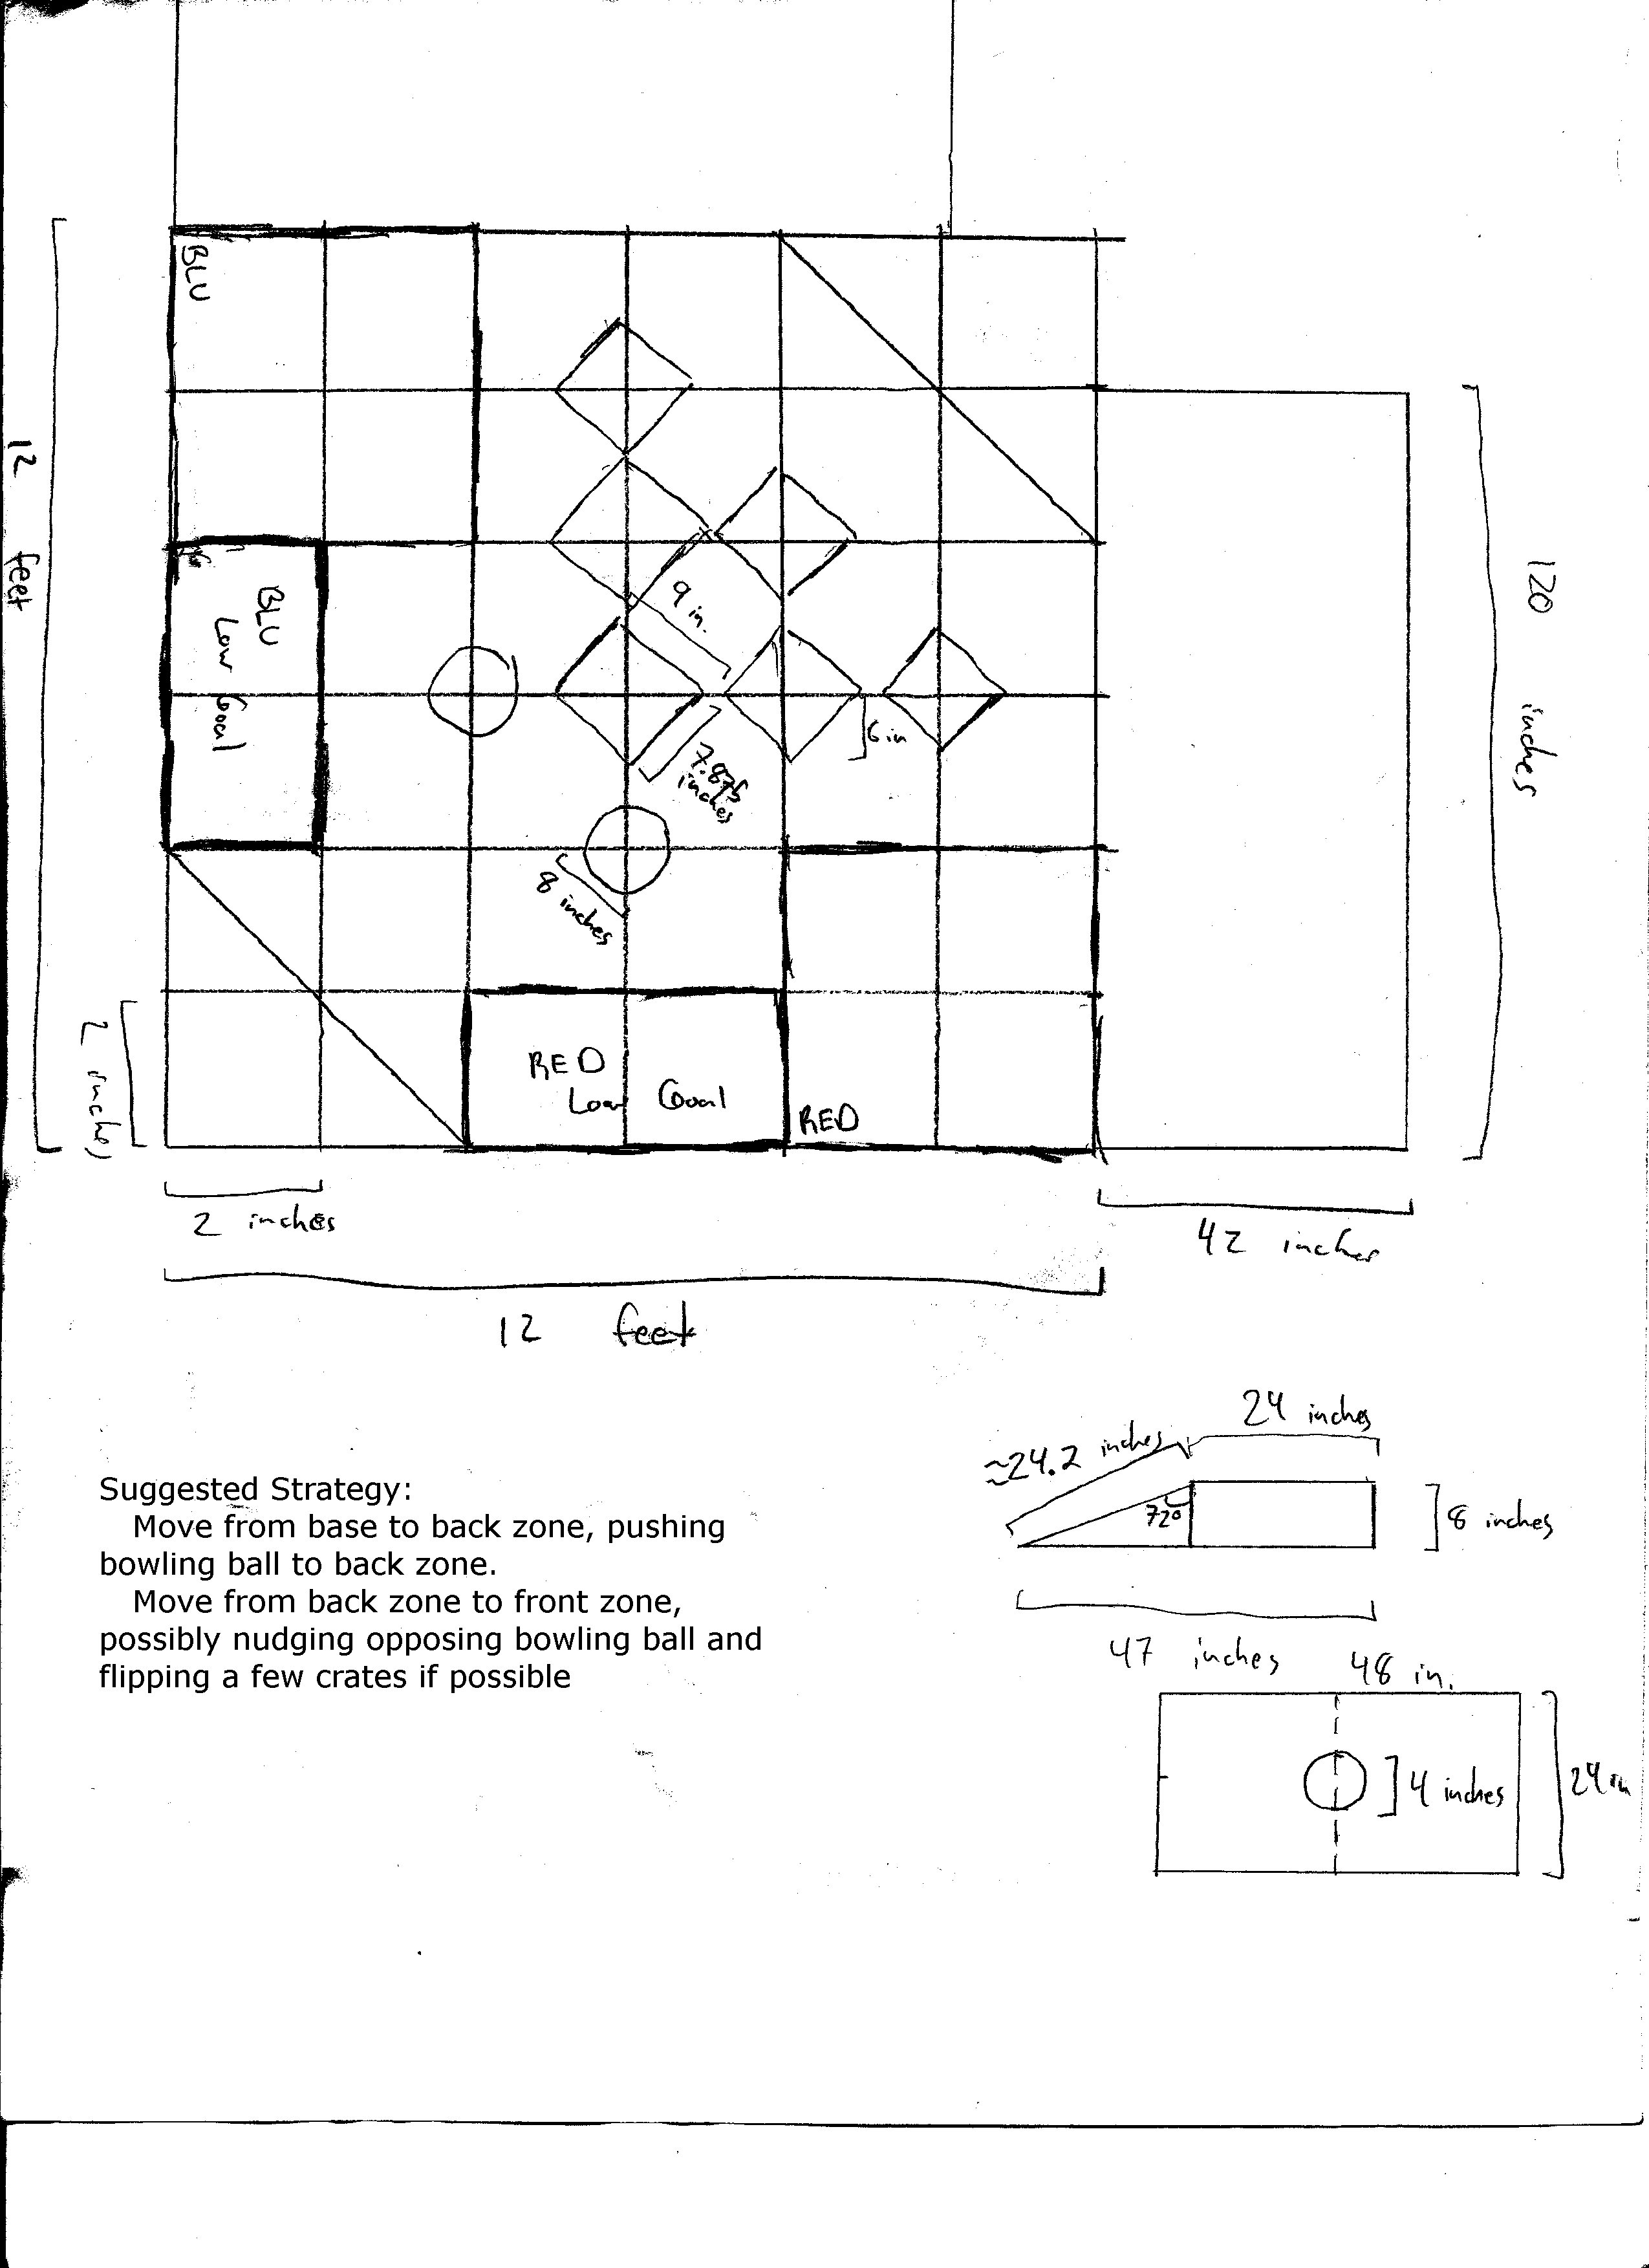 BLU
12 feet
BLU
Low Goal
9 in.
6 in
7.875
inches
8 inches
120 inches
2 inches
RED
Low Goal
RED
2 inches
42 inches
12 feet
24 inches
≈24.2 inches
72°
8 inches
47 inches
48 in.
4 inches
24 in
Suggested Strategy:
Move from base to back zone, pushing
bowling ball to back zone.
Move from back zone to front zone,
possibly nudging opposing bowling ball and
flipping a few crates if possible